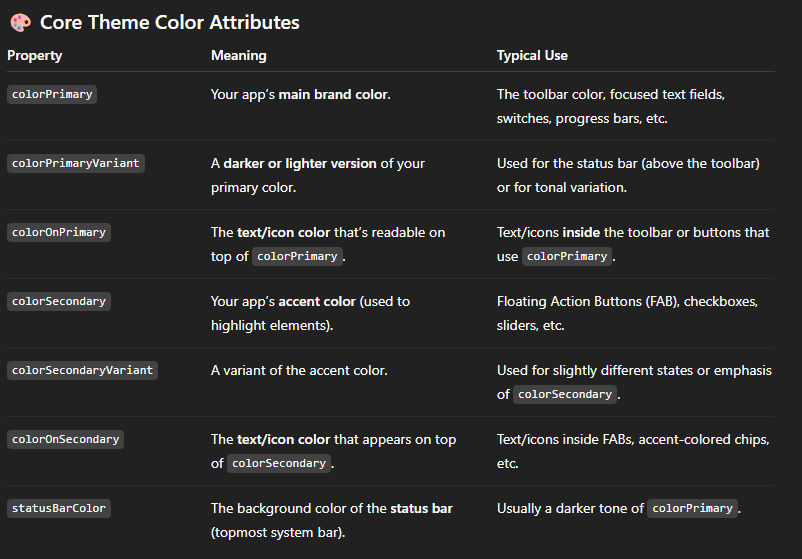 🎨 Core Theme Color Attributes
Property Meaning Typical Use
colorPrimary Your app’s main brand color. The toolbar color, focused text fields,
switches, progress bars, etc.
colorPrimaryVariant A darker or lighter version of your Used for the status bar (above the toolbar)
primary color. or for tonal variation.
colorOnPrimary The text/icon color that’s readable on Text/icons inside the toolbar or buttons that
top of colorPrimary. use colorPrimary.
colorSecondary Your app’s accent color (used to Floating Action Buttons (FAB), checkboxes,
highlight elements). sliders, etc.
colorSecondaryVariant A variant of the accent color. Used for slightly different states or emphasis
of colorSecondary.
colorOnSecondary The text/icon color that appears on top Text/icons inside FABs, accent-colored chips,
of colorSecondary. etc.
statusBarColor The background color of the status bar Usually a darker tone of colorPrimary.
(topmost system bar).